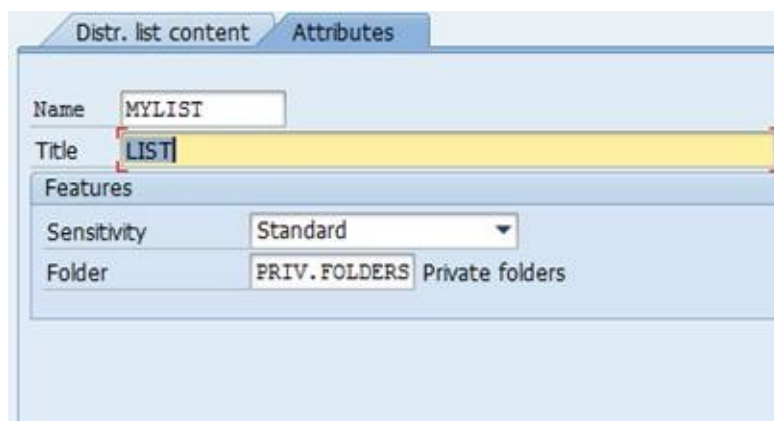 Distr. list content Attributes
Name MYLIST
Title LIST
Features
Sensitivity Standard
Folder PRIV.FOLDERS Private folders